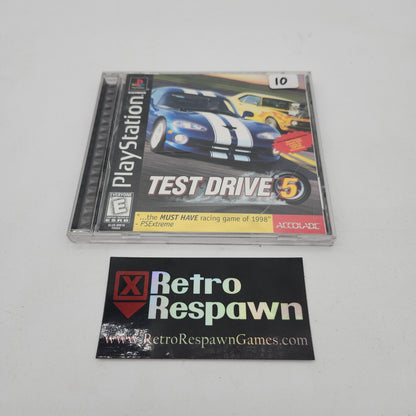 10
PlayStation
TEST DRIVE 5
"...the MUST HAVE racing game of 1998"
- PSExtreme
ACCOLADE
E
Retro
Respawn
www.RetroRespawnGames.com